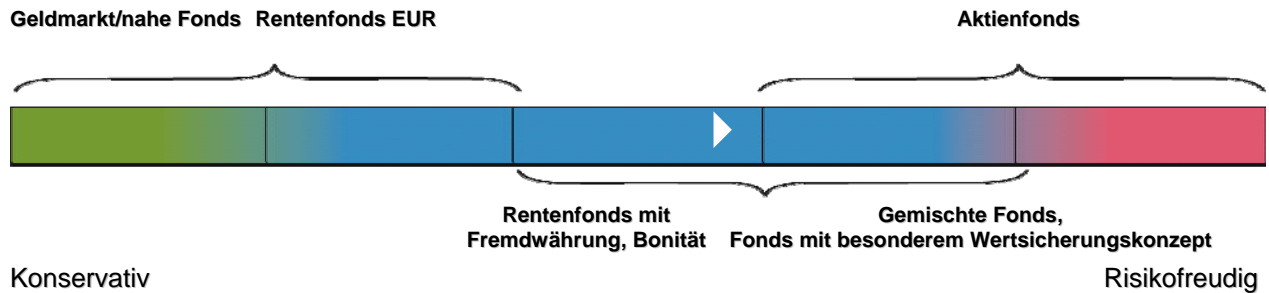 Geldmarkt/nahe Fonds Rentenfonds EUR
Aktienfonds
Rentenfonds mit
Fremdwährung, Bonität
Gemischte Fonds,
Fonds mit besonderem Wertsicherungskonzept
Konservativ
Risikofreudig